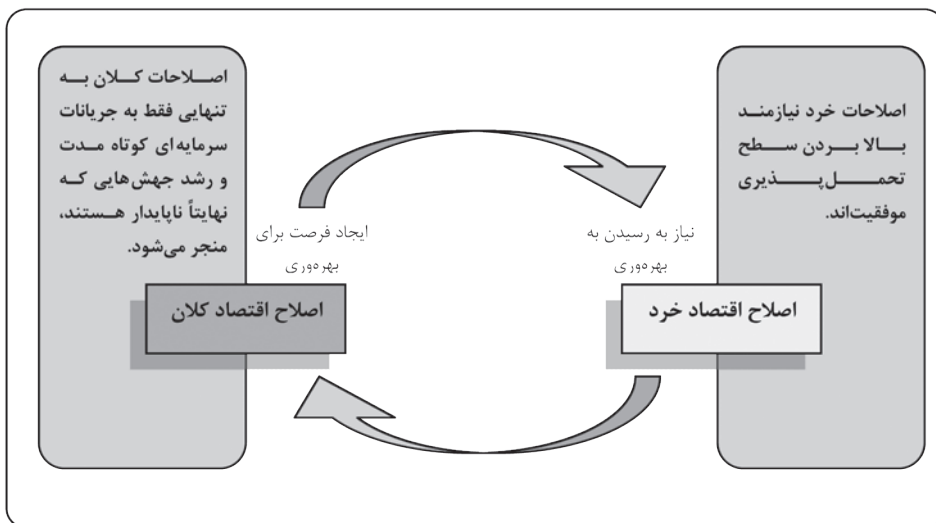 اصلاحات خرد نیازمند
بالا بردن سطح
تحمل‌پذیری
موفقیت‌اند.
نیاز به رسیدن به
بهره‌وری
اصلاح اقتصاد خرد
اصلاحات کلان به
تنهایی فقط به جریانات
سرمایه‌ای کوتاه مدت
و رشد جهش‌هایی که
نهایتاً ناپایدار هستند،
منجر می‌شود.
ایجاد فرصت برای
بهره‌وری
اصلاح اقتصاد کلان